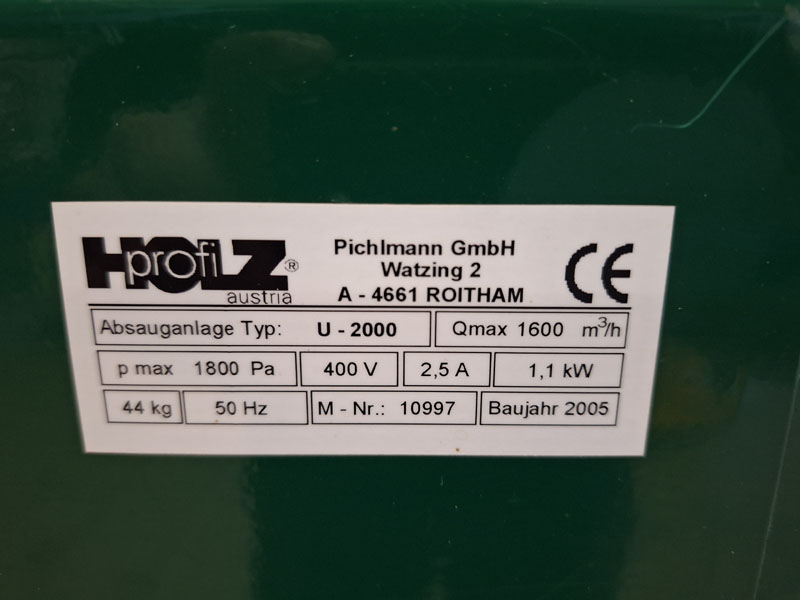 HOLZ profi ®
austria
Pichlmann GmbH
Watzing 2
A - 4661 ROITHAM
CE
Absauganlage Typ: U - 2000 Qmax 1600 m³/h
p max 1800 Pa 400 V 2,5 A 1,1 kW
44 kg 50 Hz M - Nr.: 10997 Baujahr 2005